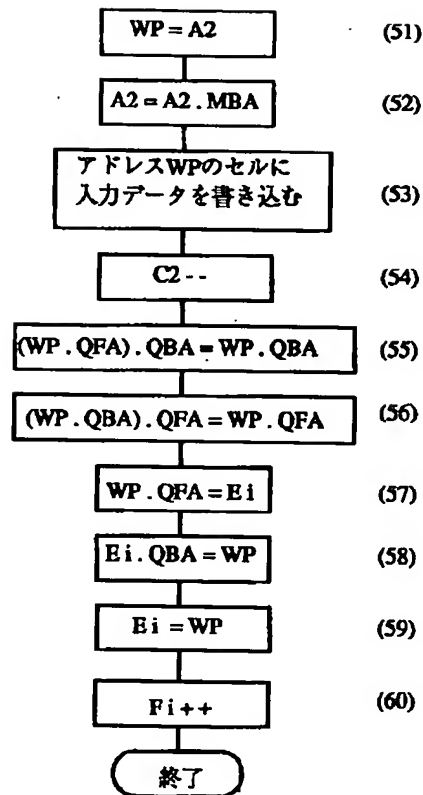 WP = A2 (51)
A2 = A2 . MBA (52)
アドレスWPのセルに
入力データを書き込む (53)
C2 - - (54)
(WP . QFA) . QBA = WP . QBA (55)
(WP . QBA) . QFA = WP . QFA (56)
WP . QFA = Ei (57)
Ei . QBA = WP (58)
Ei = WP (59)
Fi ++ (60)
終了